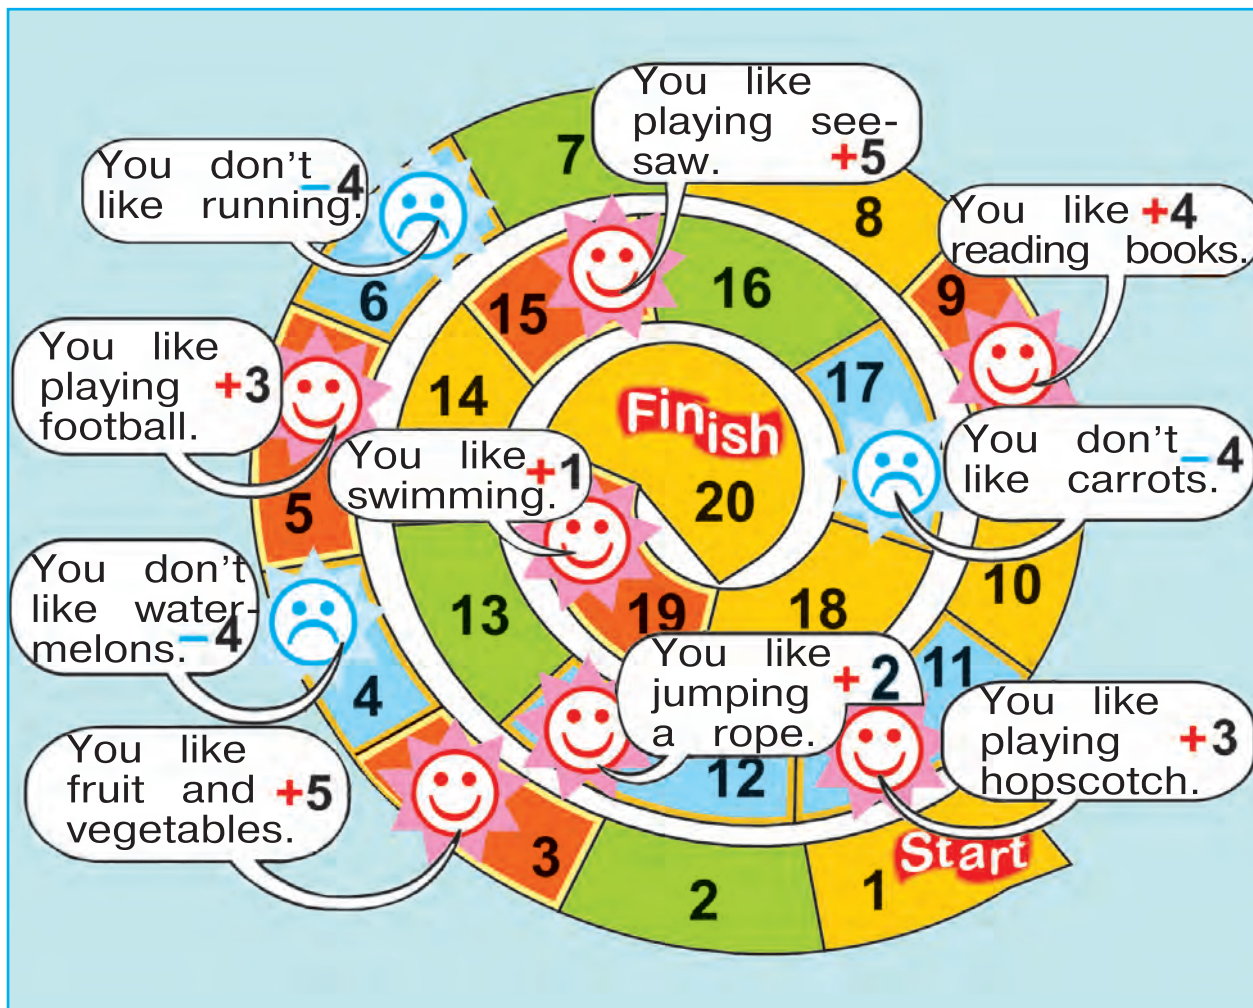 You like
playing see-
saw. +5
7
You don't -4
like running.
8
You like +4
reading books.
6
15
16
9
You like
playing +3
football.
14
17
Finish
You like +1
swimming.
You don't -4
like carrots.
20
5
You don't
like water-
melons. -4
10
13
19
18
You like
jumping + 2
a rope.
11
4
You like
playing +3
hopscotch.
12
You like
fruit and +5
vegetables.
3
Start
2
1